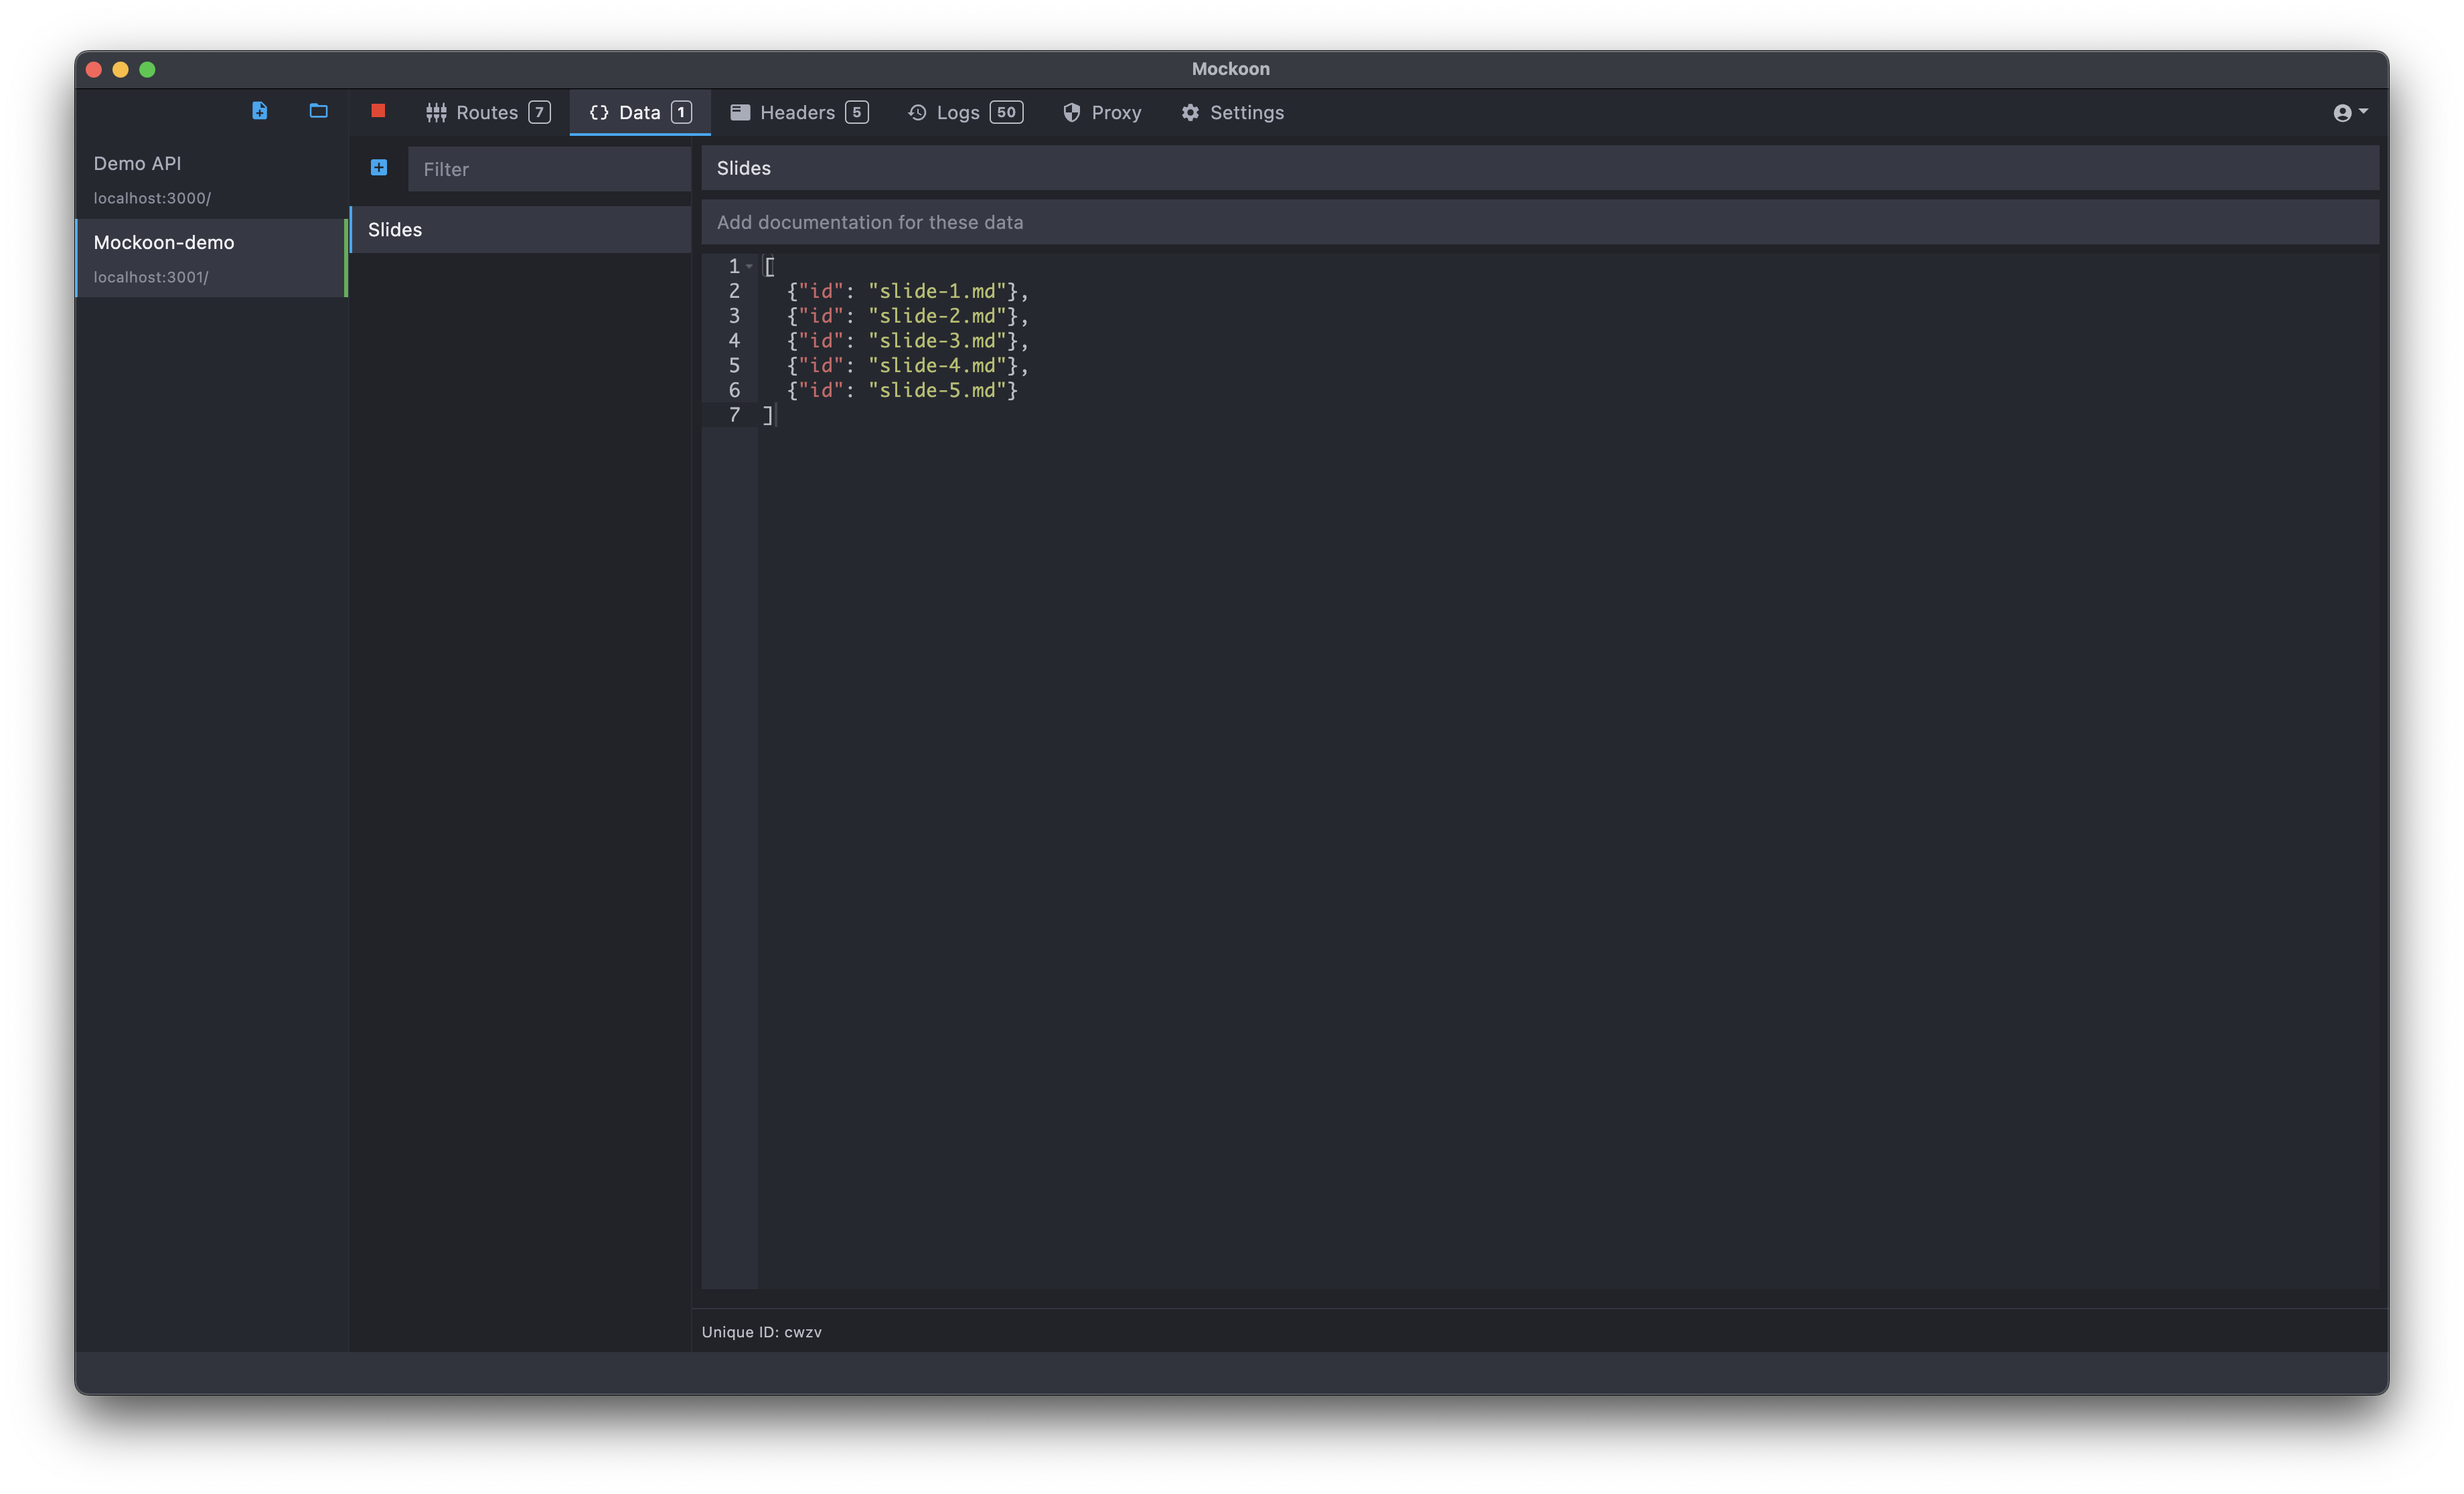 Mockoon
Routes 7 Data 1 Headers 5 Logs 50 Proxy Settings
Demo API
localhost:3000/
Mockoon-demo
localhost:3001/
Filter
Slides
Slides
Add documentation for these data
1 [
2 {"id": "slide-1.md"},
3 {"id": "slide-2.md"},
4 {"id": "slide-3.md"},
5 {"id": "slide-4.md"},
6 {"id": "slide-5.md"}
7 ]
Unique ID: cwzv